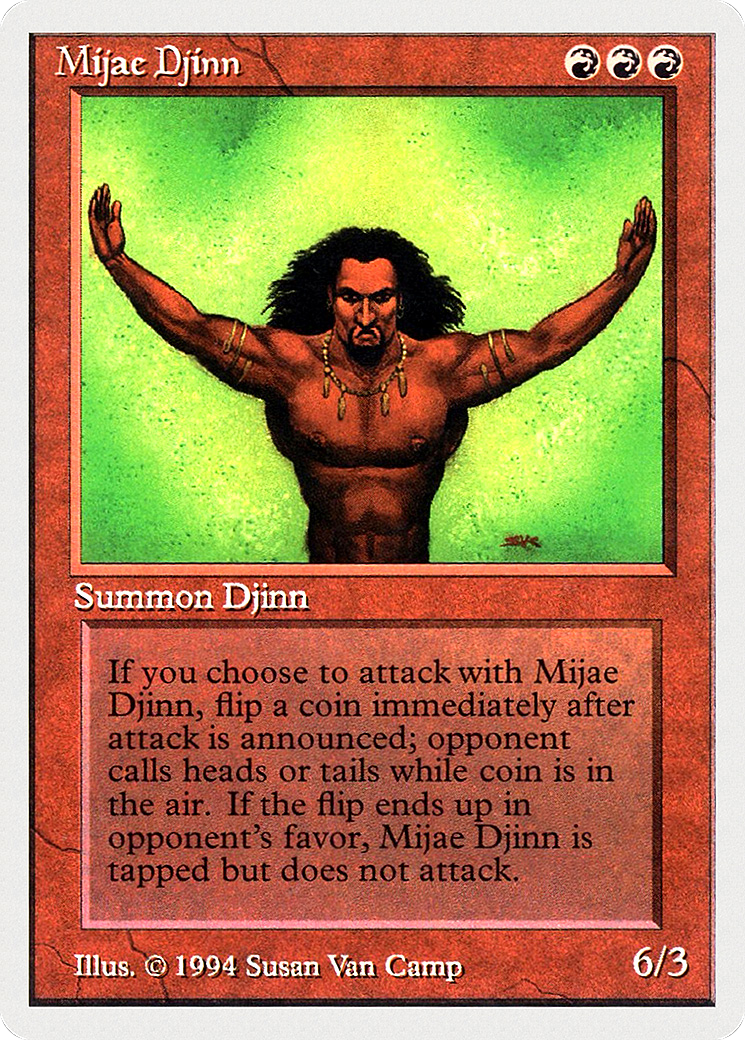 Mijae Djinn
Summon Djinn
If you choose to attack with Mijae
Djinn, flip a coin immediately after
attack is announced; opponent
calls heads or tails while coin is in
the air. If the flip ends up in
opponent's favor, Mijae Djinn is
tapped but does not attack.
Illus. © 1994 Susan Van Camp
6/3